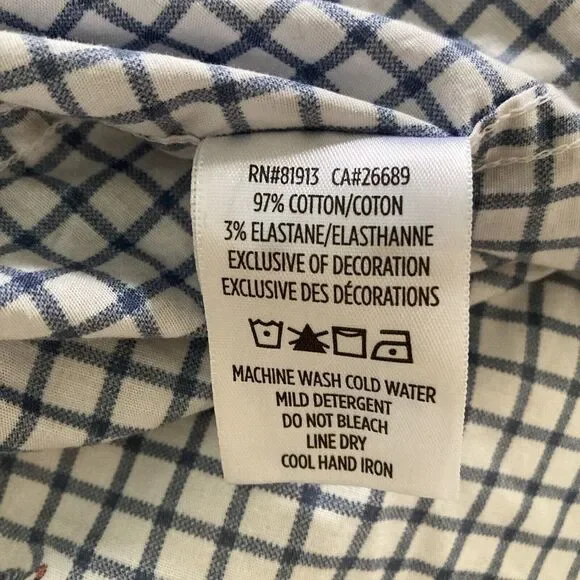 RN#81913 CA#26689
97% COTTON/COTON
3% ELASTANE/ELASTHANNE
EXCLUSIVE OF DECORATION
EXCLUSIVE DES DÉCORATIONS
MACHINE WASH COLD WATER
MILD DETERGENT
DO NOT BLEACH
LINE DRY
COOL HAND IRON